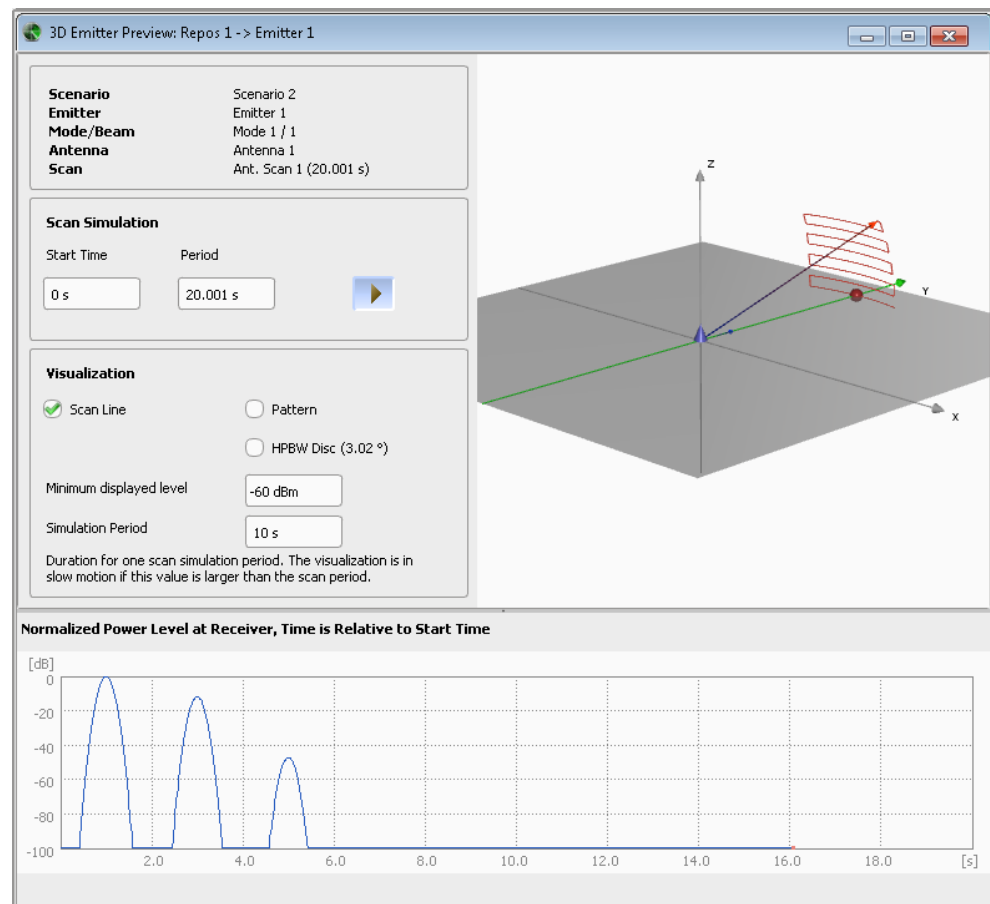 3D Emitter Preview: Repos 1 -> Emitter 1
Scenario Scenario 2
Emitter Emitter 1
Mode/Beam Mode 1 / 1
Antenna Antenna 1
Scan Ant. Scan 1 (20.001 s)
Scan Simulation
Start Time Period
0 s 20.001 s
Visualization
Scan Line Pattern
HPBW Disc (3.02 °)
Minimum displayed level -60 dBm
Simulation Period 10 s
Duration for one scan simulation period. The visualization is in
slow motion if this value is larger than the scan period.
Z
Y
X
Normalized Power Level at Receiver, Time is Relative to Start Time
[dB]
0
-20
-40
-60
-80
-100
2.0 4.0 6.0 8.0 10.0 12.0 14.0 16.0 18.0 [s]